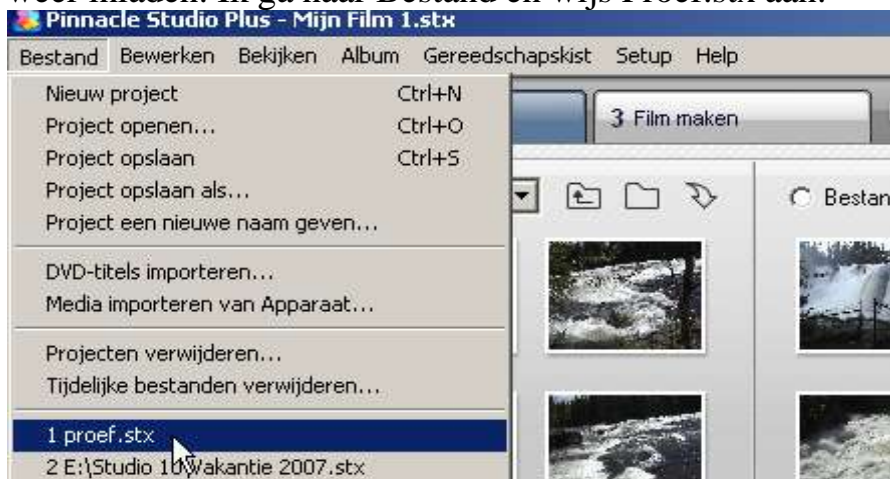 weer inladen. Ik ga naar Bestand en wijs Proef.stx aan.
Pinnacle Studio Plus - Mijn Film 1.stx
Bestand Bewerken Bekijken Album Gereedschapskist Setup Help
Nieuw project Ctrl+N
Project openen... Ctrl+O
Project opslaan Ctrl+S
Project opslaan als...
Project een nieuwe naam geven...
DVD-titels importeren...
Media importeren van Apparaat...
Projecten verwijderen...
Tijdelijke bestanden verwijderen...
1 proef.stx
2 E:\Studio 10\Vakantie 2007.stx
3 Film maken
Bestan